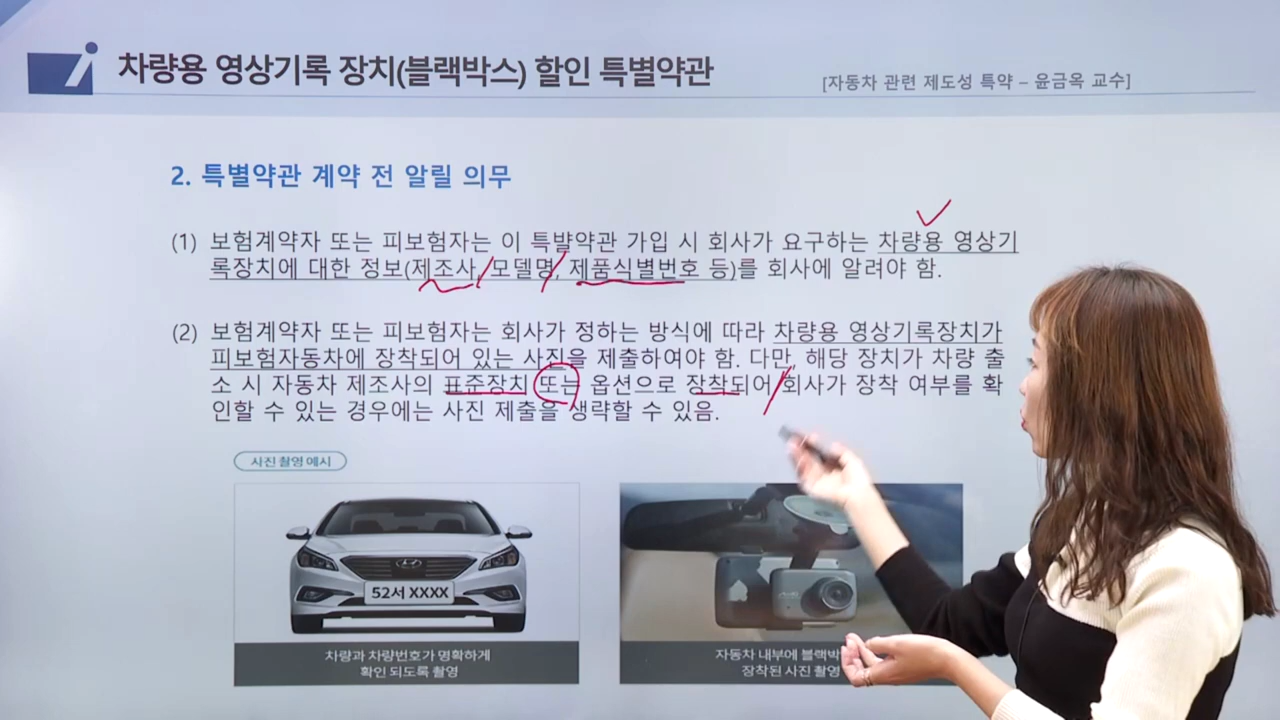 차량용 영상기록 장치(블랙박스) 할인 특별약관
[자동차 관련 제도성 특약 – 윤금옥 교수]
2. 특별약관 계약 전 알릴 의무
(1) 보험계약자 또는 피보험자는 이 특별약관 가입 시 회사가 요구하는 차량용 영상기
록장치에 대한 정보(제조사, 모델명, 제품식별번호 등)를 회사에 알려야 함.
(2) 보험계약자 또는 피보험자는 회사가 정하는 방식에 따라 차량용 영상기록장치가
피보험자동차에 장착되어 있는 사진을 제출하여야 함. 다만, 해당 장치가 차량 출
소 시 자동차 제조사의 표준장치 또는 옵션으로 장착되어 회사가 장착 여부를 확
인할 수 있는 경우에는 사진 제출을 생략할 수 있음.
사진 촬영 예시
52서 XXXX
차량과 차량번호가 명확하게
확인 되도록 촬영
자동차 내부에
장착된 사진 촬영